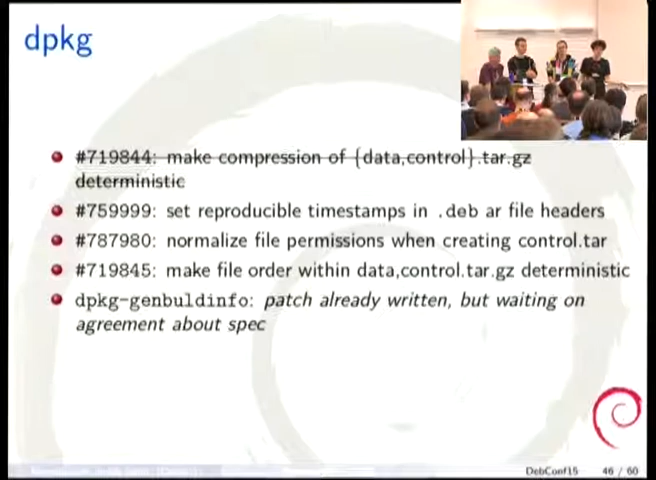 dpkg
#719844: make compression of {data,control}.tar.gz
deterministic
#759999: set reproducible timestamps in .deb ar file headers
#787980: normalize file permissions when creating control.tar
#719845: make file order within data,control.tar.gz deterministic
dpkg-genbuldinfo: patch already written, but waiting on
agreement about spec
DebConf15
46 / 60